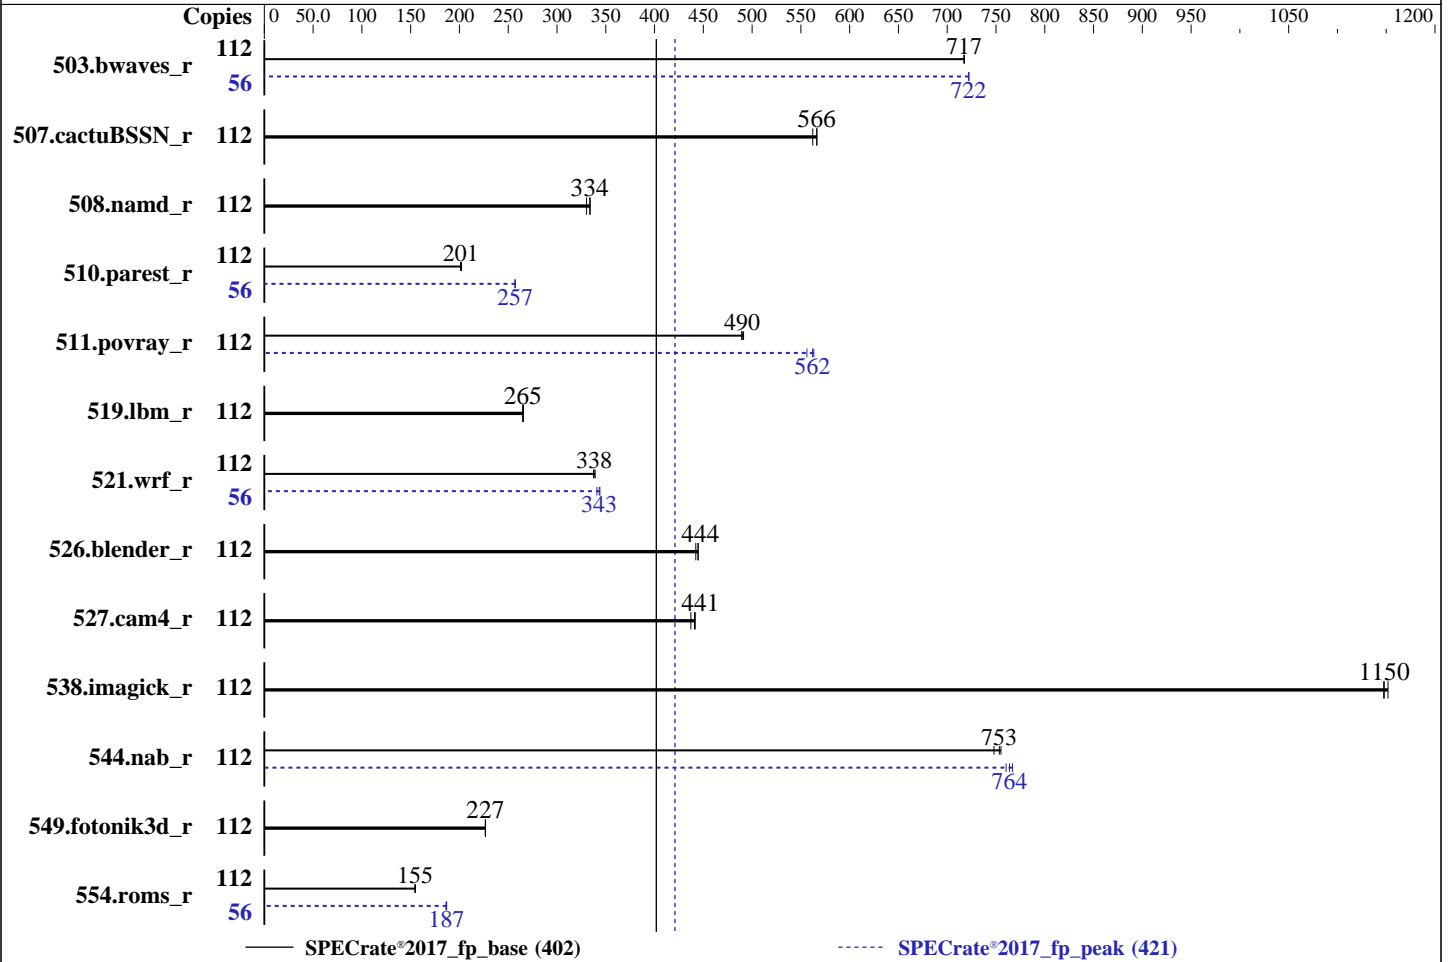 Copies 0 50.0 100 150 200 250 300 350 400 450 500 550 600 650 700 750 800 850 900 950 1050 1200
503.bwaves_r 112 717
56 722
507.cactuBSSN_r 112 566
508.namd_r 112 334
510.parest_r 112 201
56 257
511.povray_r 112 490
562
519.lbm_r 112 265
521.wrf_r 112 338
56 343
526.blender_r 112 444
527.cam4_r 112 441
538.imagick_r 112 1150
544.nab_r 112 753
764
549.fotonik3d_r 112 227
554.roms_r 112 155
56 187
SPECrate®2017_fp_base (402) SPECrate®2017_fp_peak (421)